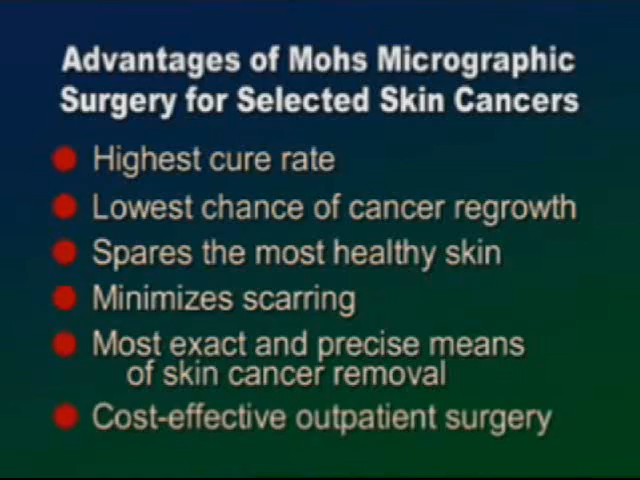 Advantages of Mohs Micrographic
Surgery for Selected Skin Cancers
Highest cure rate
Lowest chance of cancer regrowth
Spares the most healthy skin
Minimizes scarring
Most exact and precise means
of skin cancer removal
Cost-effective outpatient surgery